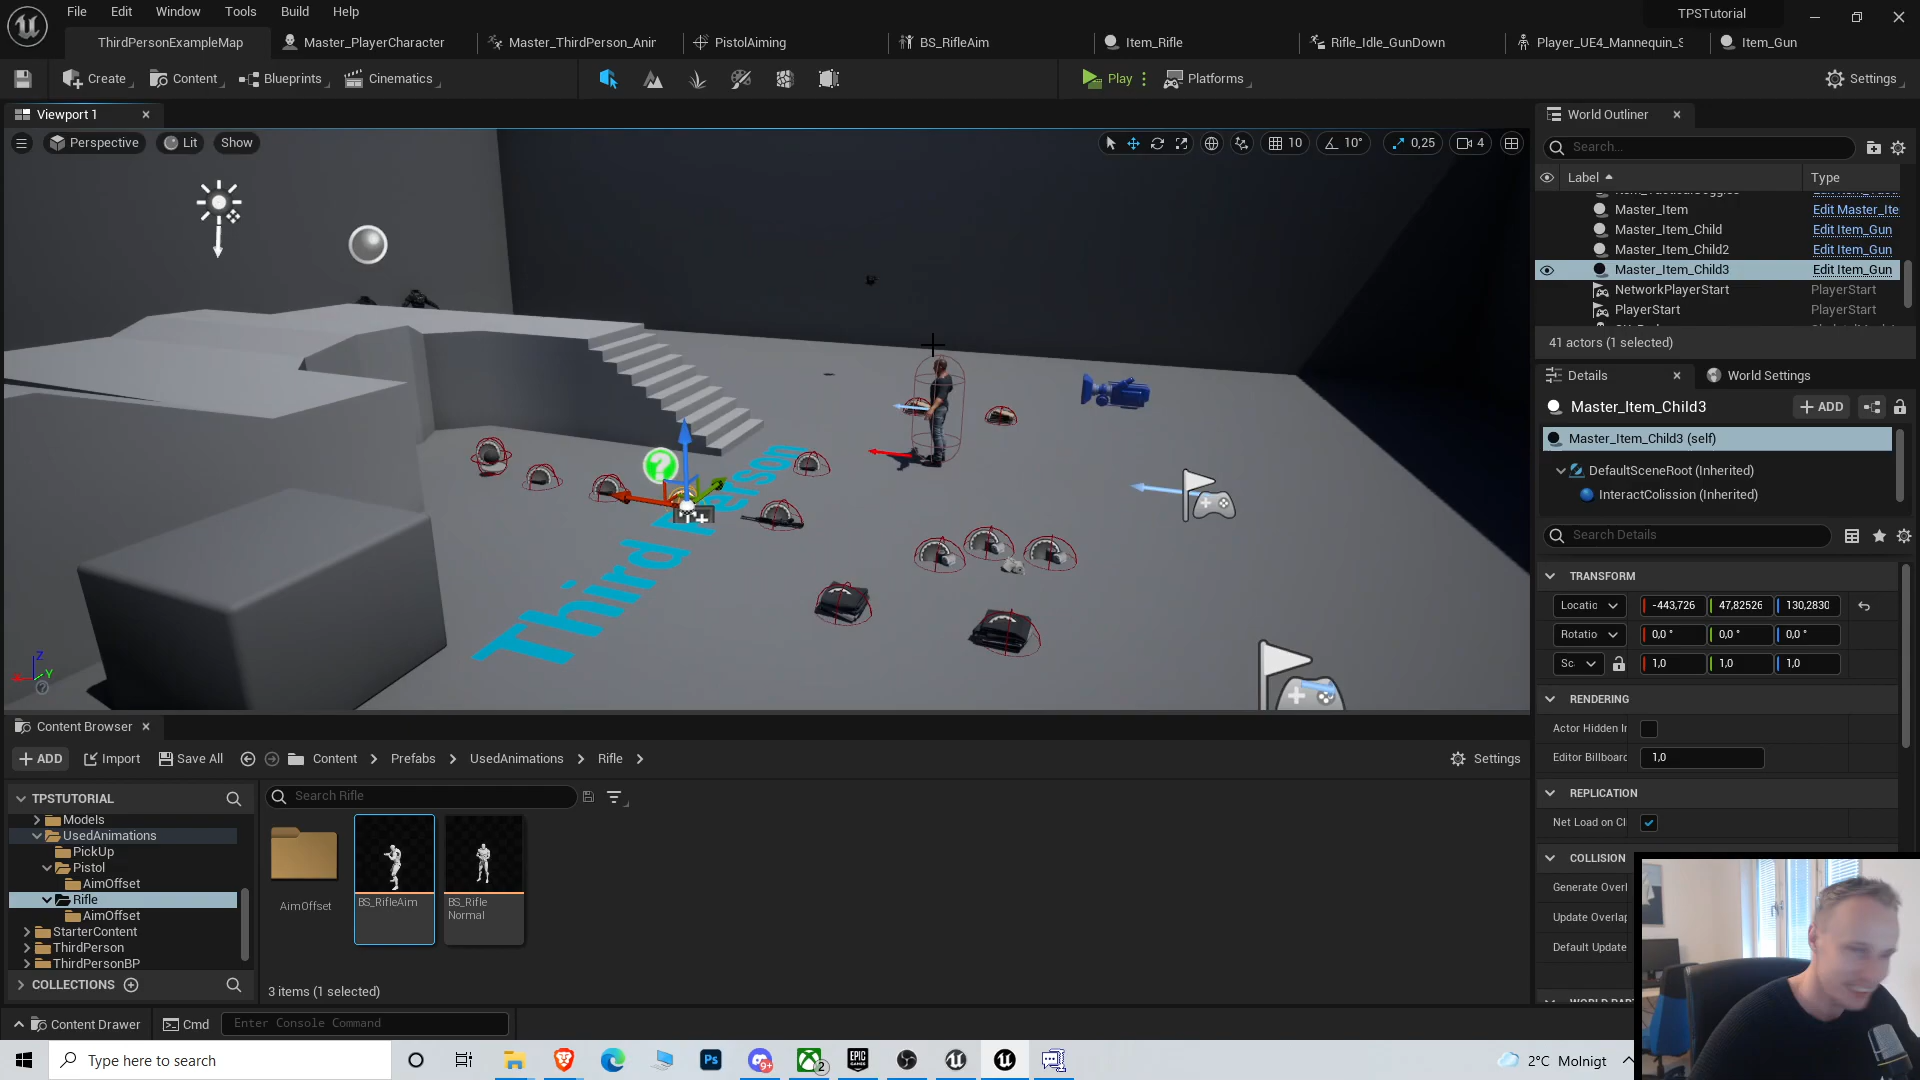 File Edit Window Tools Build Help
TPSTutorial
ThirdPersonExampleMap
Master_PlayerCharacter
Master_ThirdPerson_Anir
PistolAiming
BS_RifleAim
Item_Rifle
Rifle_Idle_GunDown
Player_UE4_Mannequin_S
Item_Gun
Create
Content
Blueprints
Cinematics
Play
Platforms
Settings
Viewport 1
Perspective
Lit
Show
10
10°
0,25
4
Third Person
World Outliner
Search...
Label
Type
Master_Item Edit Master_Ite
Master_Item_Child Edit Item_Gun
Master_Item_Child2 Edit Item_Gun
Master_Item_Child3 Edit Item_Gun
NetworkPlayerStart PlayerStart
PlayerStart PlayerStart
41 actors (1 selected)
Details
World Settings
Master_Item_Child3
ADD
Master_Item_Child3 (self)
DefaultSceneRoot (Inherited)
InteractColission (Inherited)
Search Details
TRANSFORM
Locatic -443,726 47,82526 130,2830
Rotatio 0,0 ° 0,0 ° 0,0 °
Sc 1,0 1,0 1,0
RENDERING
Actor Hidden In
Editor Billboard 1,0
REPLICATION
Net Load on Cl
COLLISION
Generate Overl
Update Overlap
Default Update
Content Browser
ADD
Import
Save All
Content
Prefabs
UsedAnimations
Rifle
Settings
TPSTUTORIAL
Models
UsedAnimations
PickUp
Pistol
AimOffset
Rifle
AimOffset
StarterContent
ThirdPerson
ThirdPersonBP
COLLECTIONS
Search Rifle
AimOffset
BS_RifleAim
BS_Rifle
Normal
3 items (1 selected)
Content Drawer
Cmd
Enter Console Command
Type here to search
Ps
9+
2
EPIC
GAMES
2°C Molnigt